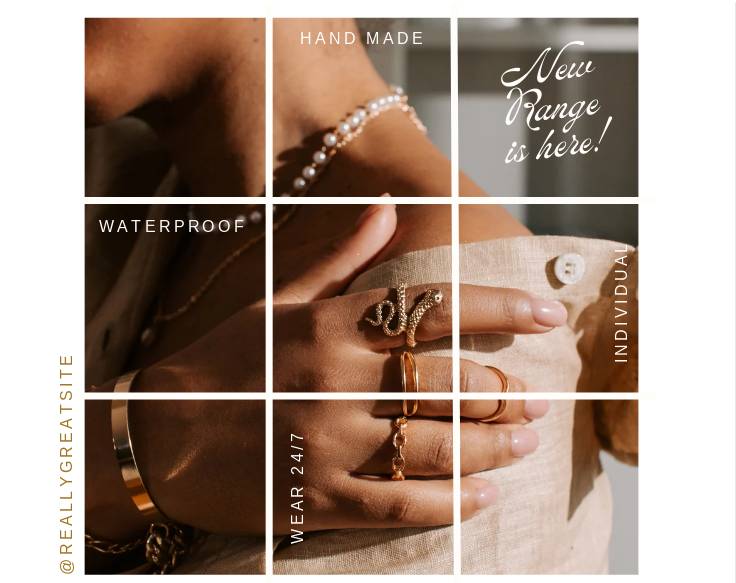 HAND MADE
New
Range
is here!
WATERPROOF
INDIVIDUAL
WEAR 24/7
@REALLYGREATSITE